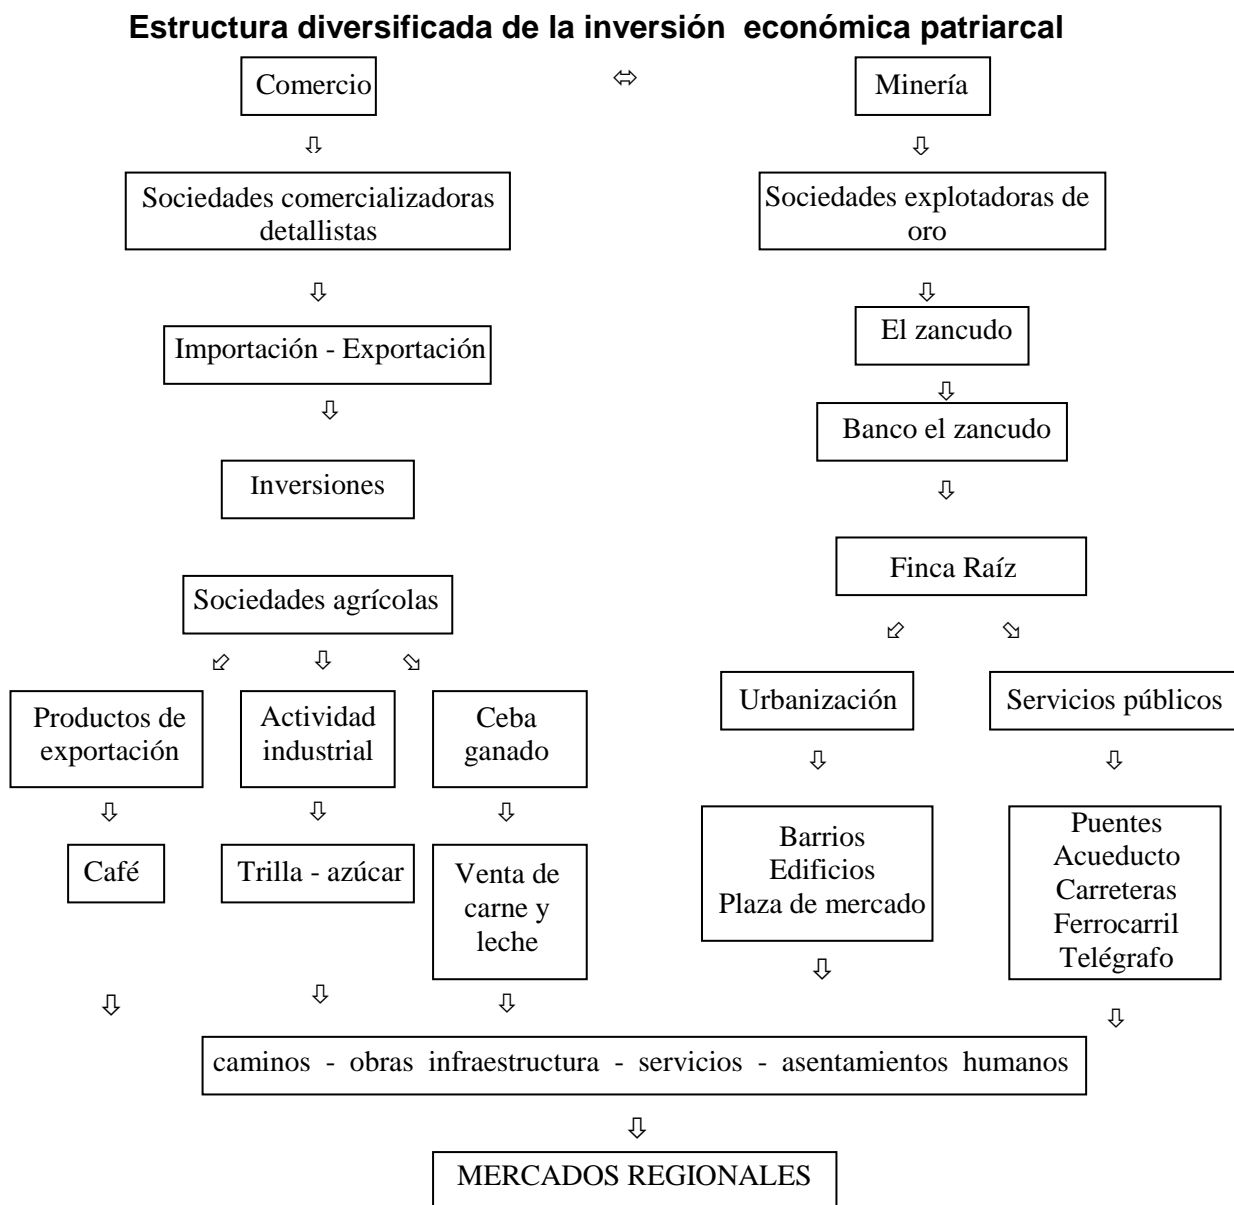 Estructura diversificada de la inversión económica patriarcal
Comercio
⬄
Minería
⇩
⇩
Sociedades comercializadoras
detallistas
Sociedades explotadoras de
oro
⇩
⇩
Importación - Exportación
El zancudo
⇩
⇩
Inversiones
Banco el zancudo
⇩
Sociedades agrícolas
Finca Raíz
⬃ ⇩ ⬂
⬃ ⬂
Productos de
exportación
Actividad
industrial
Ceba
ganado
Urbanización
Servicios públicos
⇩ ⇩ ⇩
⇩ ⇩
Café
Trilla - azúcar
Venta de
carne y
leche
Barrios
Edificios
Plaza de mercado
Puentes
Acueducto
Carreteras
Ferrocarril
Telégrafo
⇩ ⇩ ⇩
⇩ ⇩
caminos - obras infraestructura - servicios - asentamientos humanos
⇩
MERCADOS REGIONALES